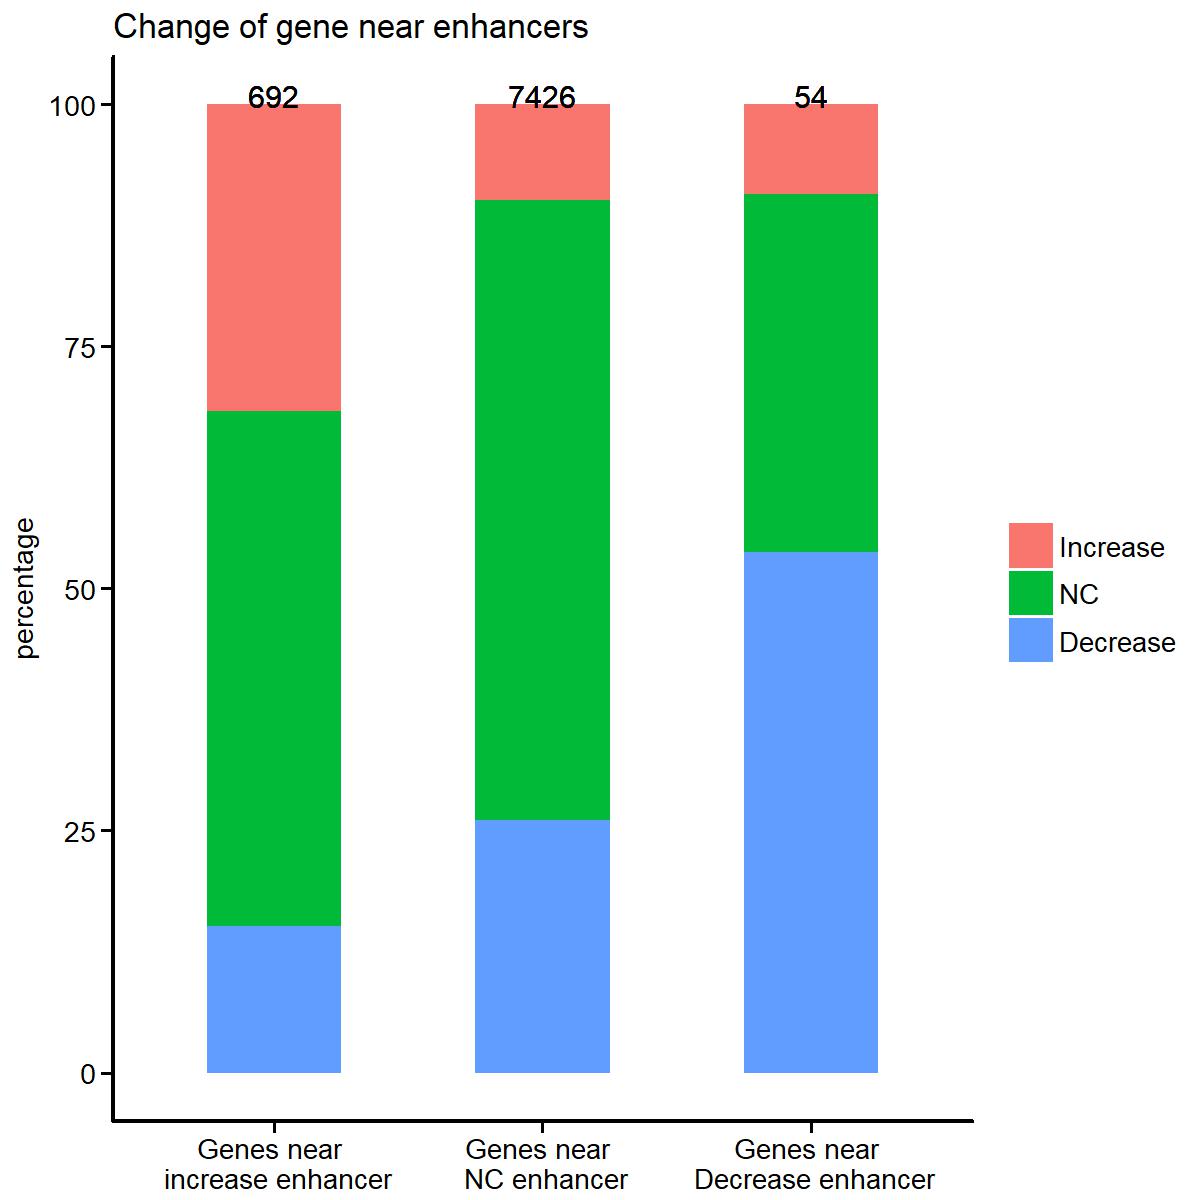 Change of gene near enhancers
692
7426
54
100
75
50
25
0
percentage
Increase
NC
Decrease
Genes near
increase enhancer
Genes near
NC enhancer
Genes near
Decrease enhancer